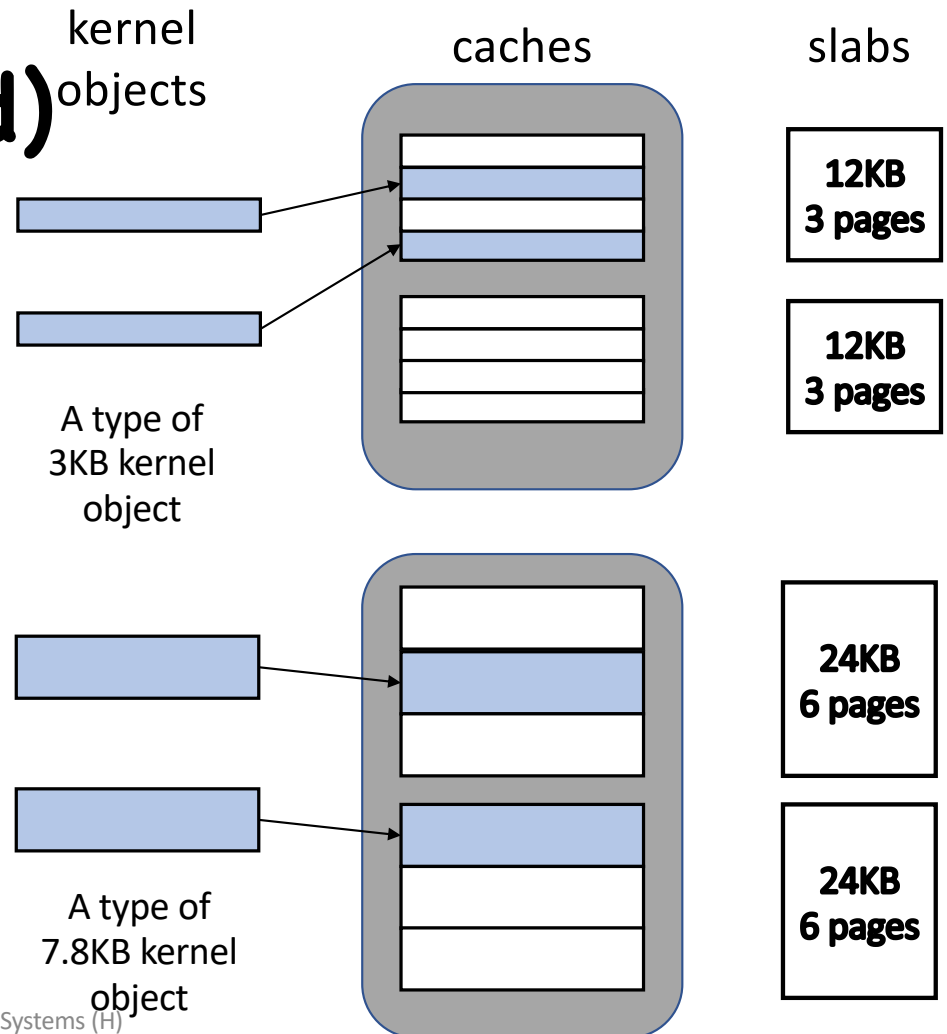 kernel
objects
caches
slabs
d)
12KB
3 pages
12KB
3 pages
A type of
3KB kernel
object
24KB
6 pages
24KB
6 pages
A type of
7.8KB kernel
object
Systems (H)